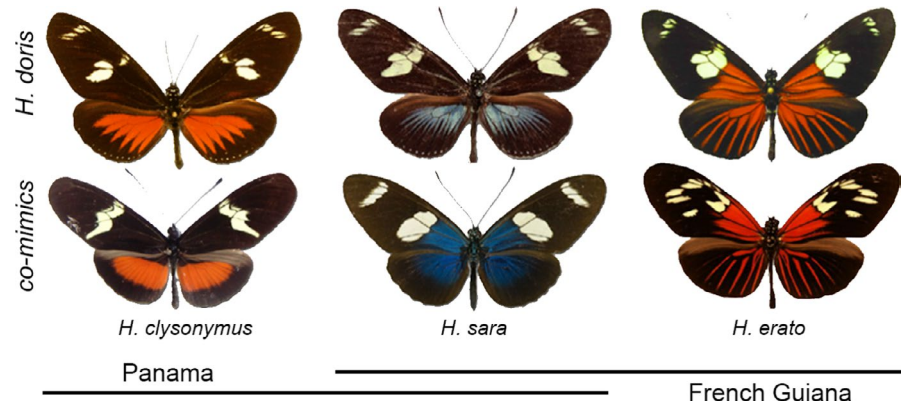 H. doris
co-mimics
H. clysonymus
H. sara
H. erato
Panama
French Guiana